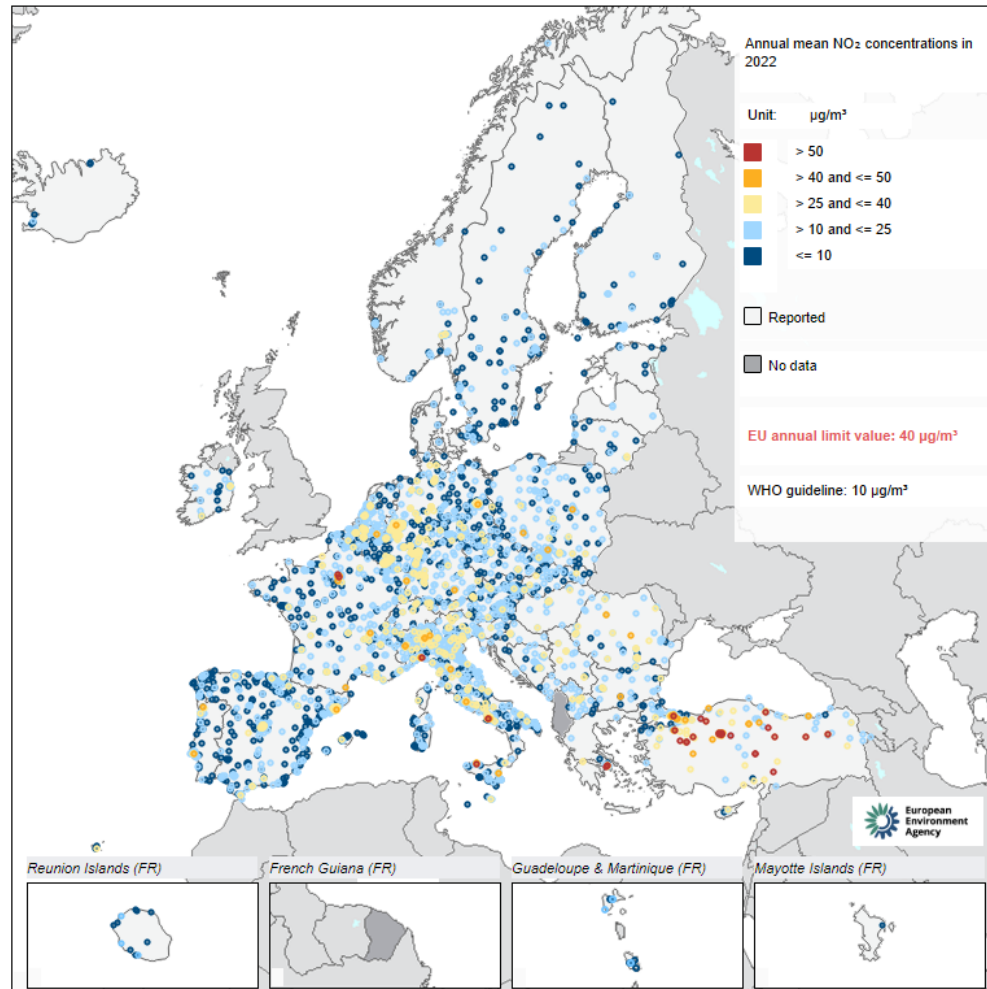 Annual mean NO₂ concentrations in
2022
Unit: µg/m³
> 50
> 40 and <= 50
> 25 and <= 40
> 10 and <= 25
<= 10
Reported
No data
EU annual limit value: 40 µg/m³
WHO guideline: 10 µg/m³
European
Environment
Agency
Reunion Islands (FR)
French Guiana (FR)
Guadeloupe & Martinique (FR)
Mayotte Islands (FR)